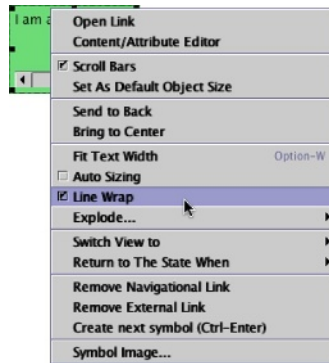 I am a
Open Link
Content/Attribute Editor
Scroll Bars
Set As Default Object Size
Send to Back
Bring to Center
Fit Text Width Option-W
Auto Sizing
Line Wrap
Explode...
Switch View to
Return to The State When
Remove Navigational Link
Remove External Link
Create next symbol (Ctrl-Enter)
Symbol Image...